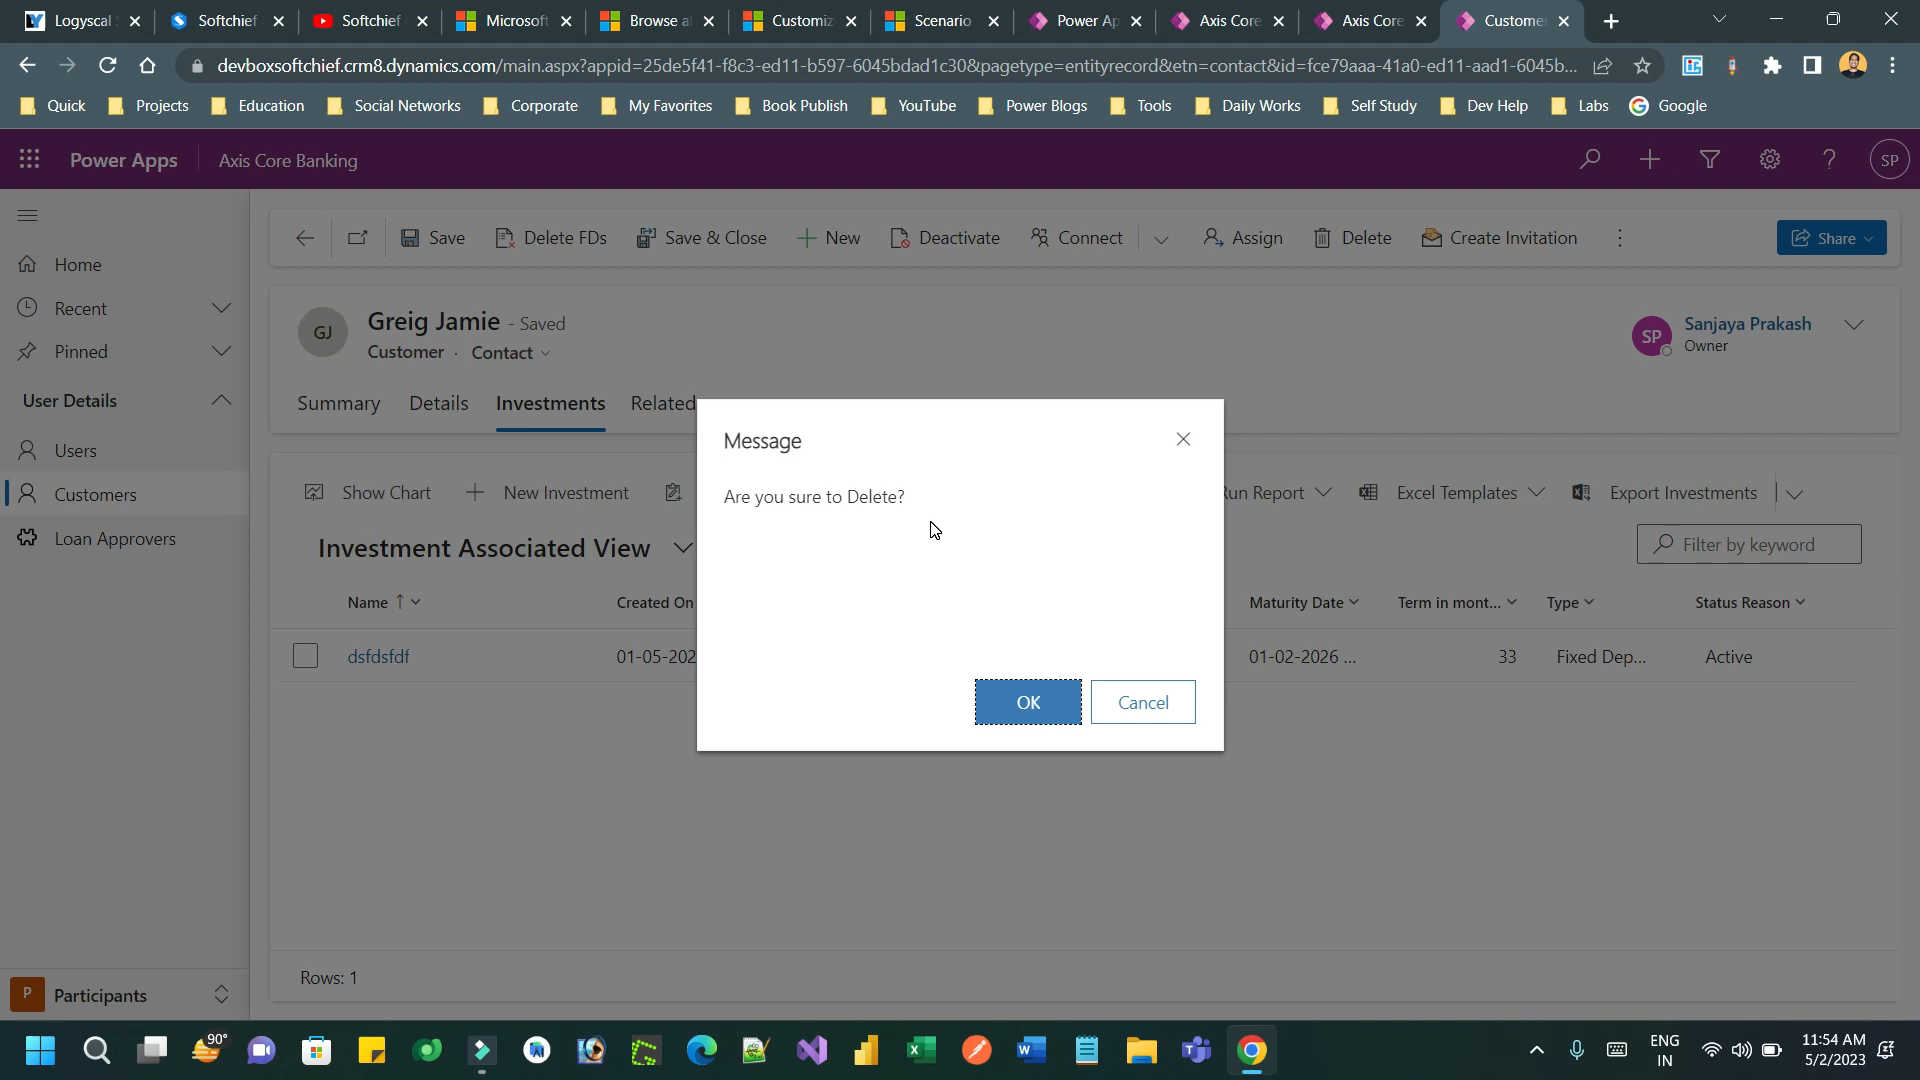 Logyscal
Softchief
Softchief
Microsoft
Browse a
Customiz
Scenario
Power Ap
Axis Core
Axis Core
Custome
devboxsoftchief.crm8.dynamics.com/main.aspx?appid=25de5f41-f8c3-ed11-b597-6045bdad1c30&pagetype=entityrecord&etn=contact&id=fce79aaa-41a0-ed11-aad1-6045b...
Quick
Projects
Education
Social Networks
Corporate
My Favorites
Book Publish
YouTube
Power Blogs
Tools
Daily Works
Self Study
Dev Help
Labs
Google
Power Apps
Axis Core Banking
SP
Home
Recent
Pinned
User Details
Users
Customers
Loan Approvers
P
Participants
Save
Delete FDs
Save & Close
New
Deactivate
Connect
Assign
Delete
Create Invitation
Share
GJ
Greig Jamie - Saved
Customer · Contact
SP
Sanjaya Prakash
Owner
Summary
Details
Investments
Related
Show Chart
New Investment
Run Report
Excel Templates
Export Investments
Investment Associated View
Filter by keyword
Name
Created On
Maturity Date
Term in mont...
Type
Status Reason
dsfdsfdf
01-05-202
01-02-2026 ...
33
Fixed Dep...
Active
Rows: 1
Message
Are you sure to Delete?
OK
Cancel
90°
ENG
IN
11:54 AM
5/2/2023